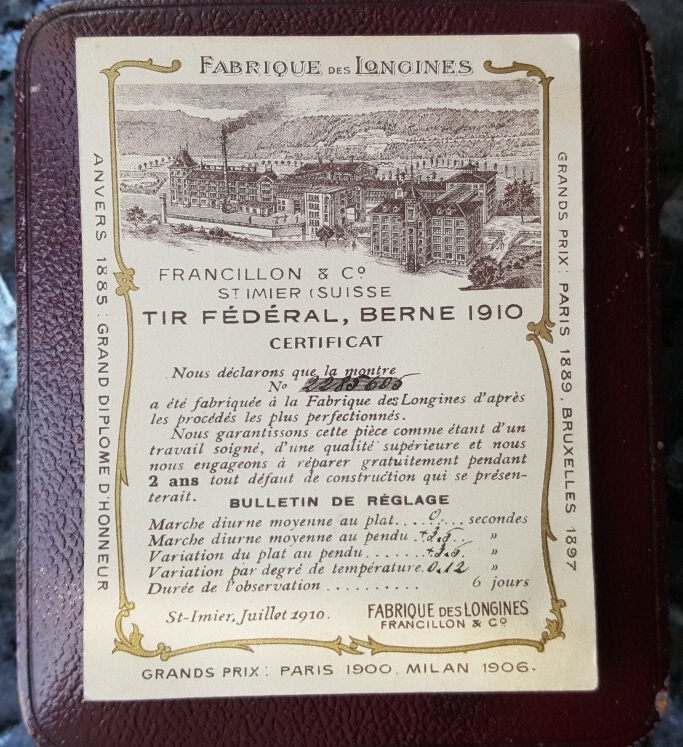 FABRIQUE DES LONGINES
ANVERS 1885 : GRAND DIPLOME D'HONNEUR
GRANDS PRIX: PARIS 1889, BRUXELLES 1897
FRANCILLON & Cº
ST IMIER (SUISSE
TIR FÉDÉRAL, BERNE 1910
CERTIFICAT
Nous déclarons que la montre
Nº 2285605
a été fabriquée à la Fabrique des Longines d'après
les procédés les plus perfectionnés.
Nous garantissons cette pièce comme étant d'un
travail soigné, d'une qualité supérieure et nous
nous engageons à réparer gratuitement pendant
2 ans tout défaut de construction qui se présen-
terait.
BULLETIN DE RÉGLAGE
Marche diurne moyenne au plat.... 0 ... secondes
Marche diurne moyenne au pendu . +3.5. "
Variation du plat au pendu....... +3.5. "
Variation par degré de température. 0.12 "
Durée de l'observation .......... 6 jours
St-Imier, Juillet 1910.
FABRIQUE DES LONGINES
FRANCILLON & Cº
GRANDS PRIX: PARIS 1900, MILAN 1906.